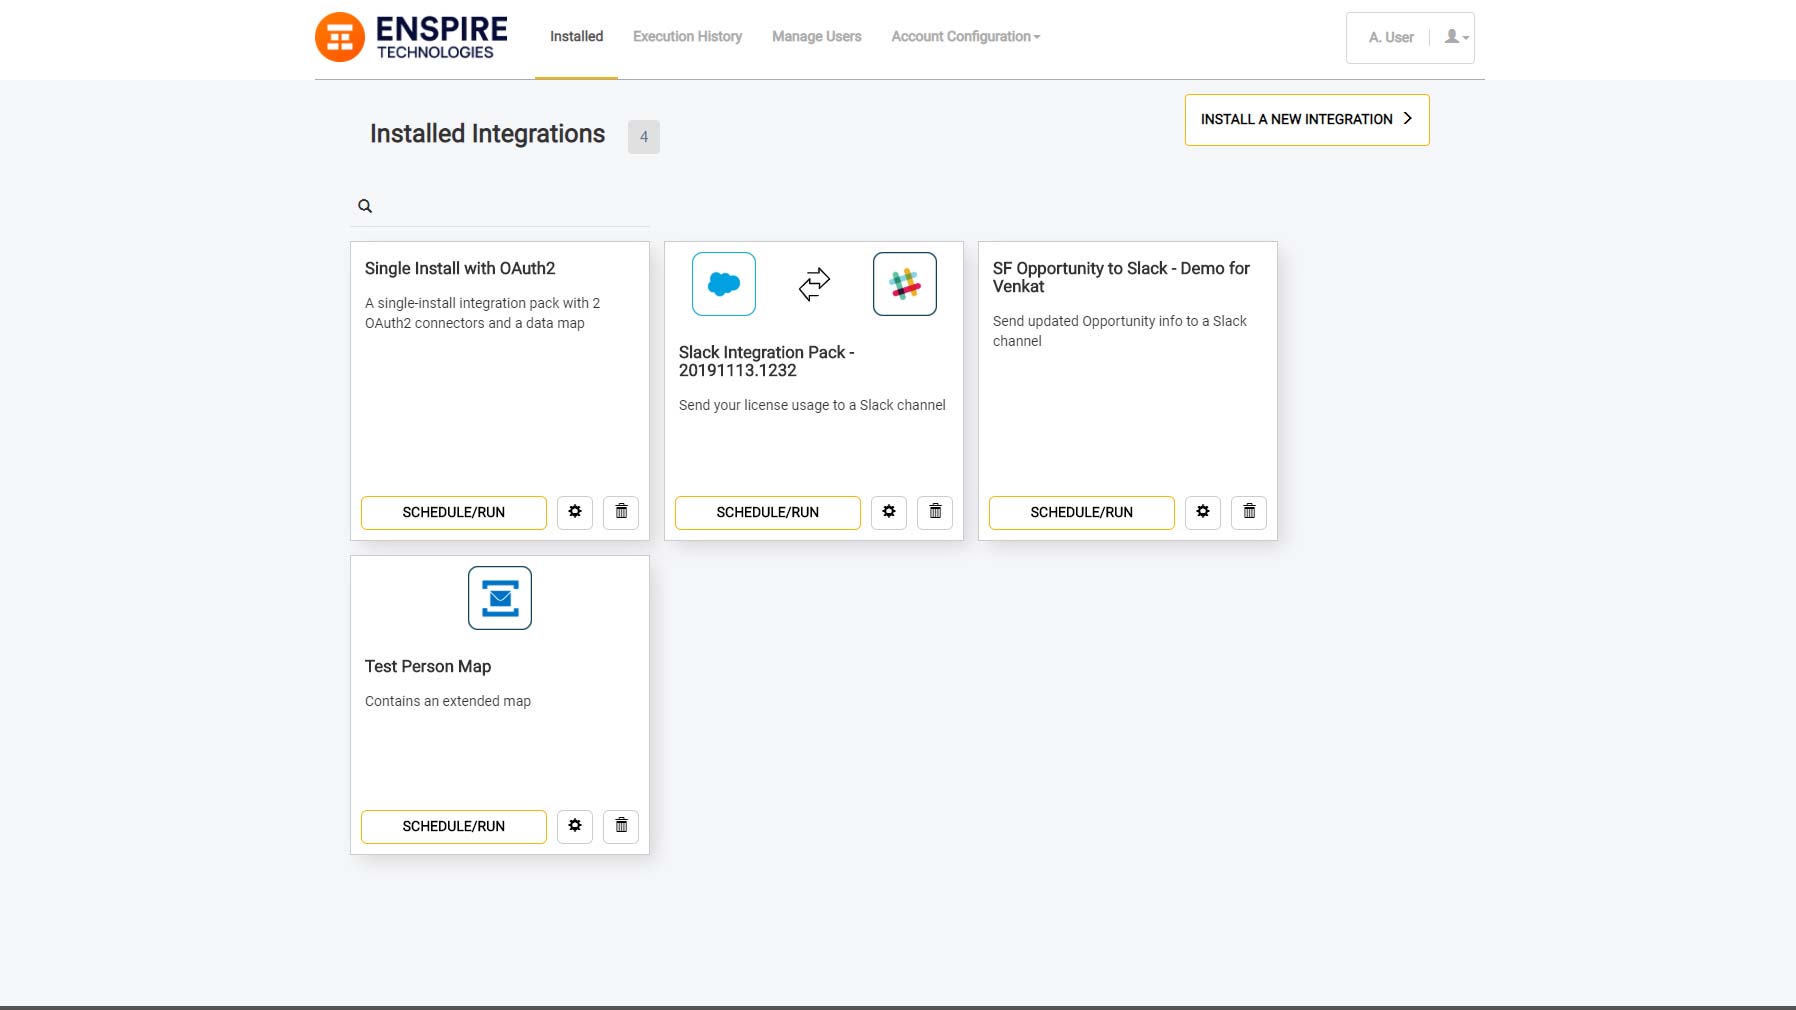 ENSPIRE
TECHNOLOGIES
Installed
Execution History
Manage Users
Account Configuration
A. User
Installed Integrations
4
INSTALL A NEW INTEGRATION
Single Install with OAuth2
A single-install integration pack with 2
OAuth2 connectors and a data map
SCHEDULE/RUN
Slack Integration Pack -
20191113.1232
Send your license usage to a Slack channel
SCHEDULE/RUN
SF Opportunity to Slack - Demo for
Venkat
Send updated Opportunity info to a Slack
channel
SCHEDULE/RUN
Test Person Map
Contains an extended map
SCHEDULE/RUN